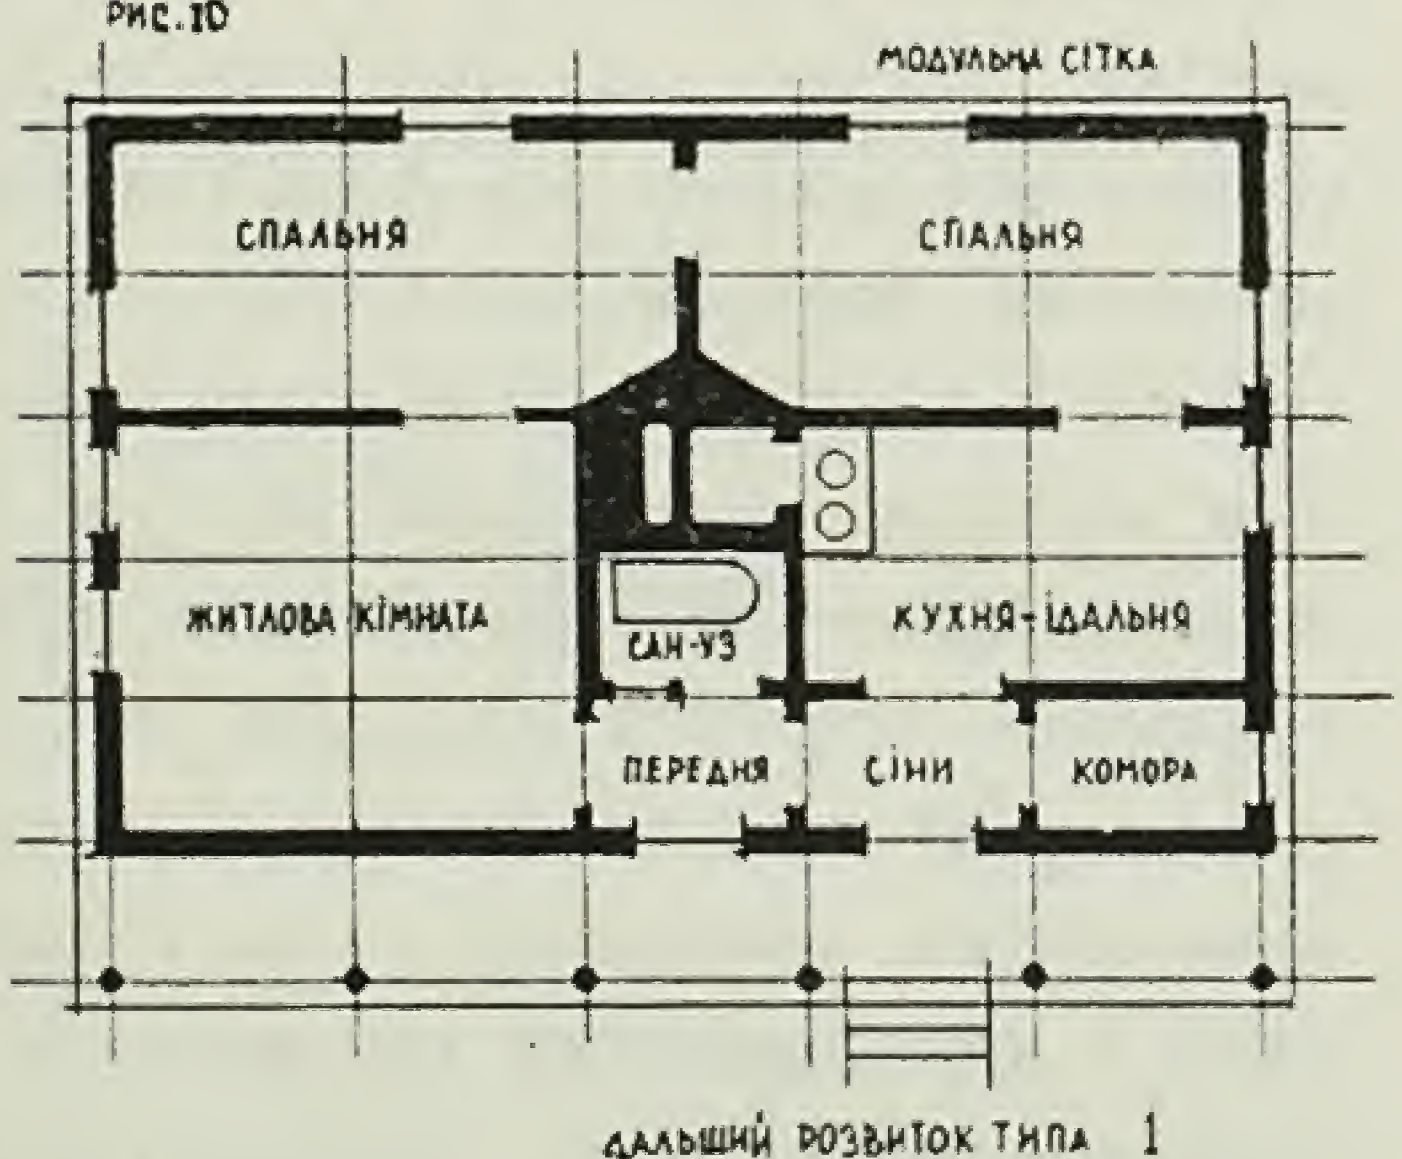 РИС.10
МОДУЛЬНА СІТКА
СПАЛЬНЯ
СПАЛЬНЯ
ЖИТЛОВА КІМНАТА
САН-УЗ
КУХНЯ-ЇДАЛЬНЯ
ПЕРЕДНЯ
СІНИ
КОМОРА
ДАЛЬШИЙ РОЗВИТОК ТИПА 1